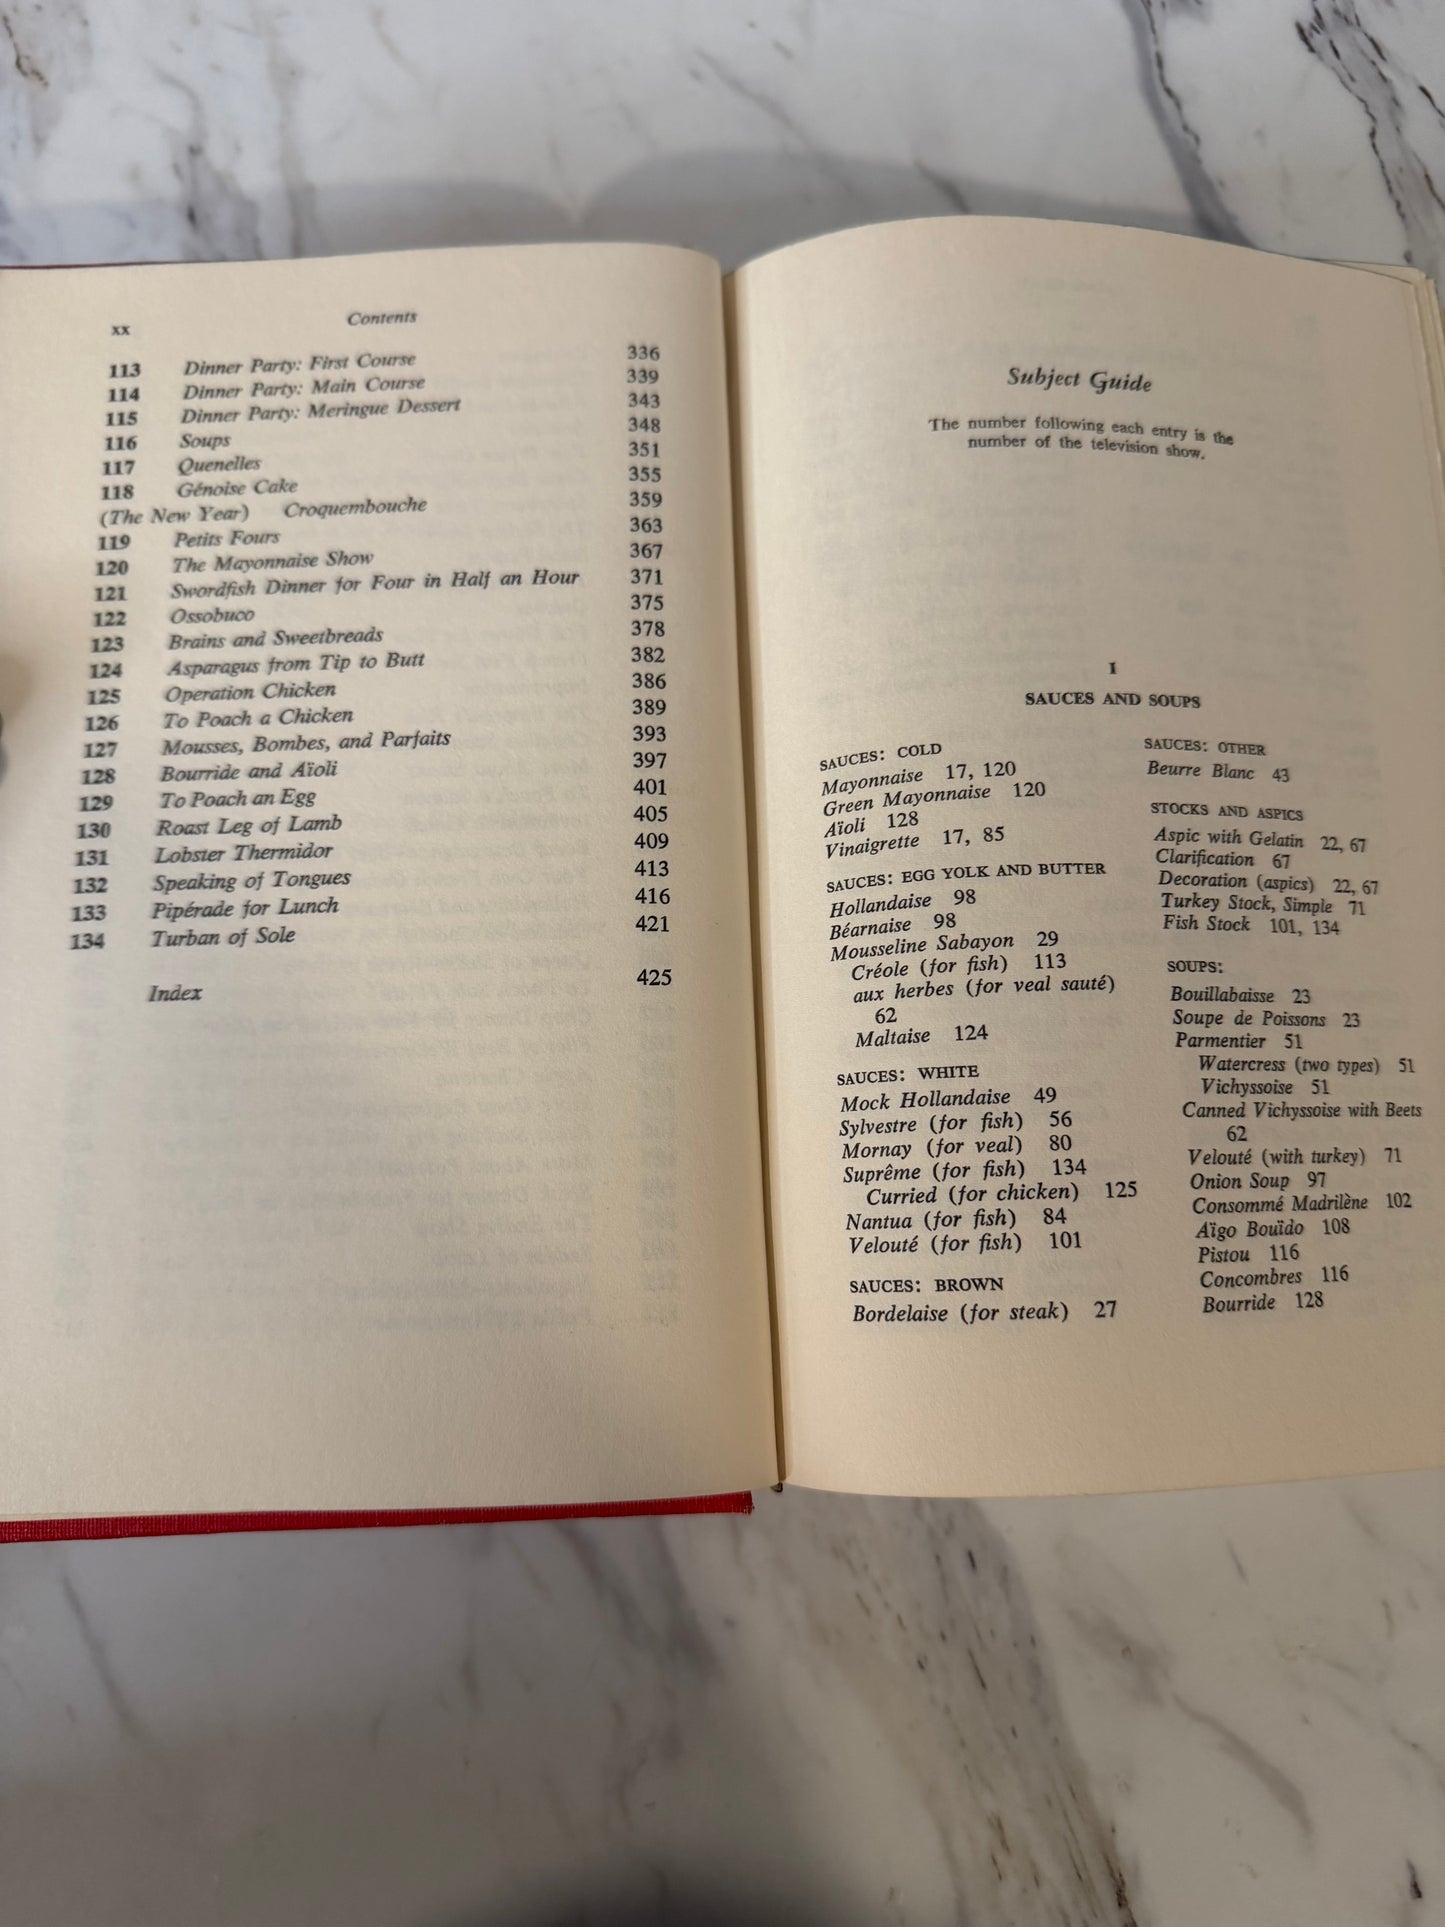 xx Contents
113 Dinner Party: First Course 336
114 Dinner Party: Main Course 339
115 Dinner Party: Meringue Dessert 343
116 Soups 348
117 Quenelles 351
118 Génoise Cake 355
(The New Year) Croquembouche 359
119 Petits Fours 363
120 The Mayonnaise Show 367
121 Swordfish Dinner for Four in Half an Hour 371
122 Ossobuco 375
123 Brains and Sweetbreads 378
124 Asparagus from Tip to Butt 382
125 Operation Chicken 386
126 To Poach a Chicken 389
127 Mousses, Bombes, and Parfaits 393
128 Bourride and Aïoli 397
129 To Poach an Egg 401
130 Roast Leg of Lamb 405
131 Lobster Thermidor 409
132 Speaking of Tongues 413
133 Pipérade for Lunch 416
134 Turban of Sole 421
Index 425
Subject Guide
The number following each entry is the
number of the television show.
1
SAUCES AND SOUPS
SAUCES: COLD
Mayonnaise 17, 120
Green Mayonnaise 120
Aïoli 128
Vinaigrette 17, 85
SAUCES: EGG YOLK AND BUTTER
Hollandaise 98
Béarnaise 98
Mousseline Sabayon 29
Créole (for fish) 113
aux herbes (for veal sauté)
62
Maltaise 124
SAUCES: WHITE
Mock Hollandaise 49
Sylvestre (for fish) 56
Mornay (for veal) 80
Suprême (for fish) 134
Curried (for chicken) 125
Nantua (for fish) 84
Velouté (for fish) 101
SAUCES: BROWN
Bordelaise (for steak) 27
SAUCES: OTHER
Beurre Blanc 43
STOCKS AND ASPICS
Aspic with Gelatin 22, 67
Clarification 67
Decoration (aspics) 22, 67
Turkey Stock, Simple 71
Fish Stock 101, 134
SOUPS:
Bouillabaisse 23
Soupe de Poissons 23
Parmentier 51
Watercress (two types) 51
Vichyssoise 51
Canned Vichyssoise with Beets
62
Velouté (with turkey) 71
Onion Soup 97
Consommé Madrilène 102
Aïgo Bouïdo 108
Pistou 116
Concombres 116
Bourride 128